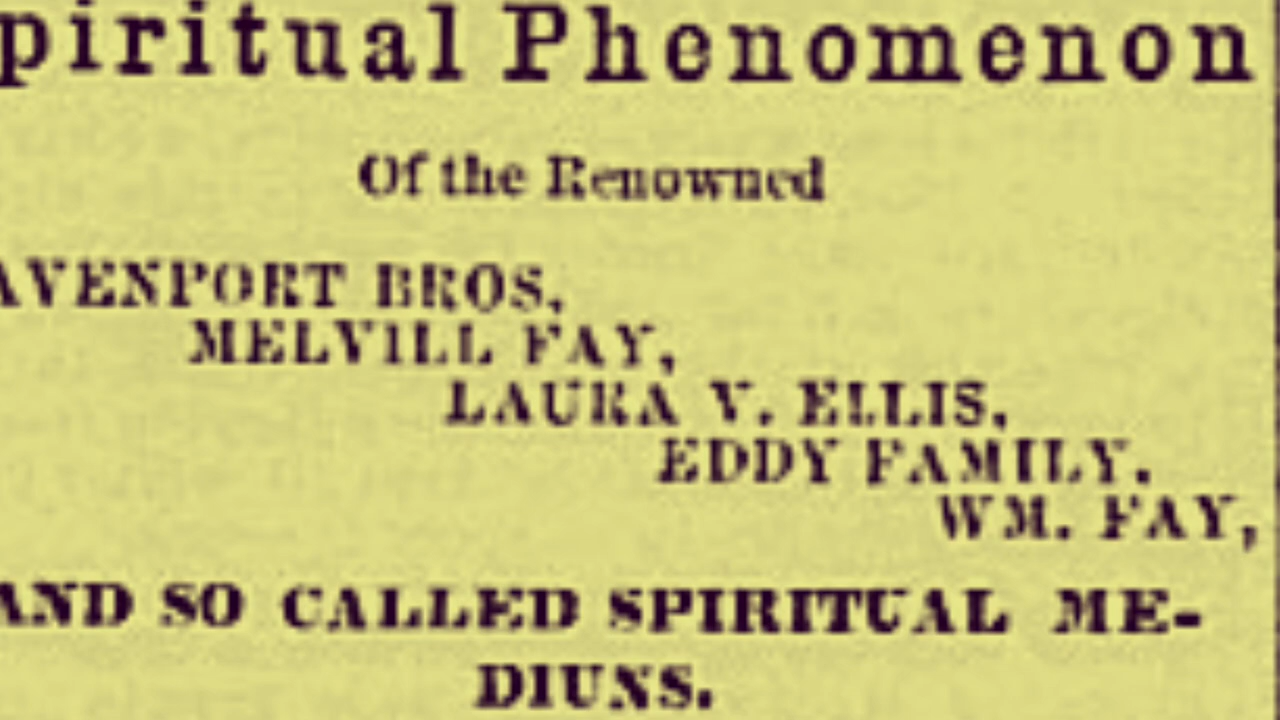 piritual Phenomenon
Of the Renowned
AVENPORT BROS,
MELVILL FAY,
LAURA V. ELLIS,
EDDY FAMILY.
WM. FAY,
AND SO CALLED SPIRITUAL ME-
DIUNS.